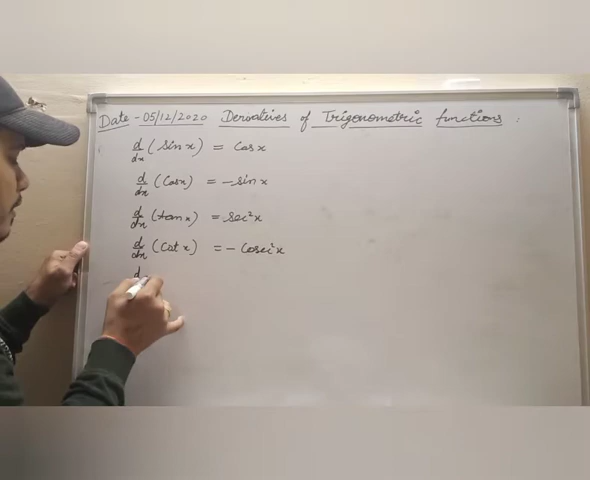 Date - 05/12/2020 Derivatives of Trigonometric functions :
d/dx (sin x) = cos x
d/dx (cos x) = - sin x
d/dx (tan x) = sec²x
d/dx (cot x) = - cosec²x
d